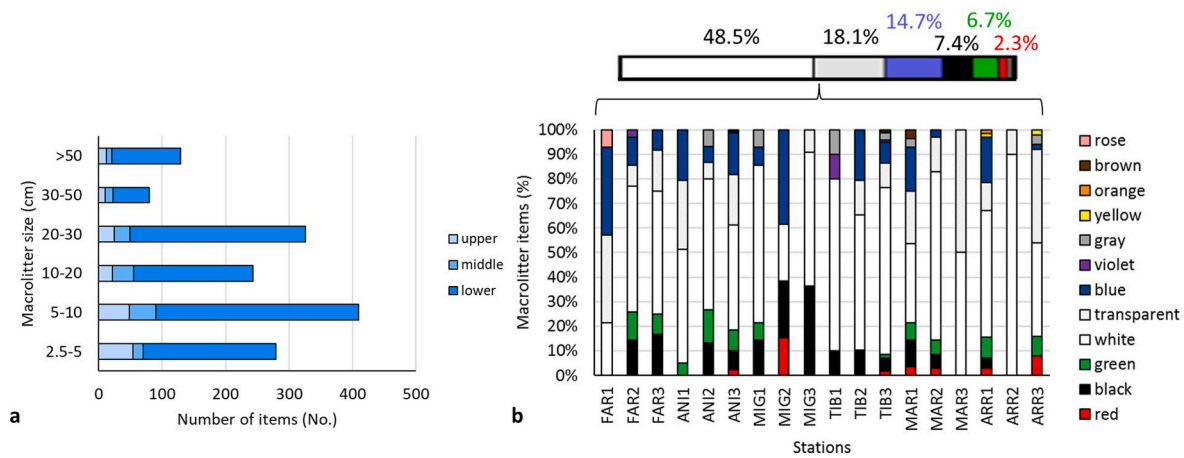 14.7%
6.7%
48.5%
18.1%
7.4%
2.3%
Macrolitter size (cm)
>50
30-50
20-30
10-20
5-10
2.5-5
0
100
200
300
400
500
Number of items (No.)
upper
middle
lower
a
Macrolitter items (%)
100%
90%
80%
70%
60%
50%
40%
30%
20%
10%
0%
FAR1
FAR2
FAR3
ANI1
ANI2
ANI3
MIG1
MIG2
MIG3
TIB1
TIB2
TIB3
MAR1
MAR2
MAR3
ARR1
ARR2
ARR3
Stations
rose
brown
orange
yellow
gray
violet
blue
transparent
white
green
black
red
b